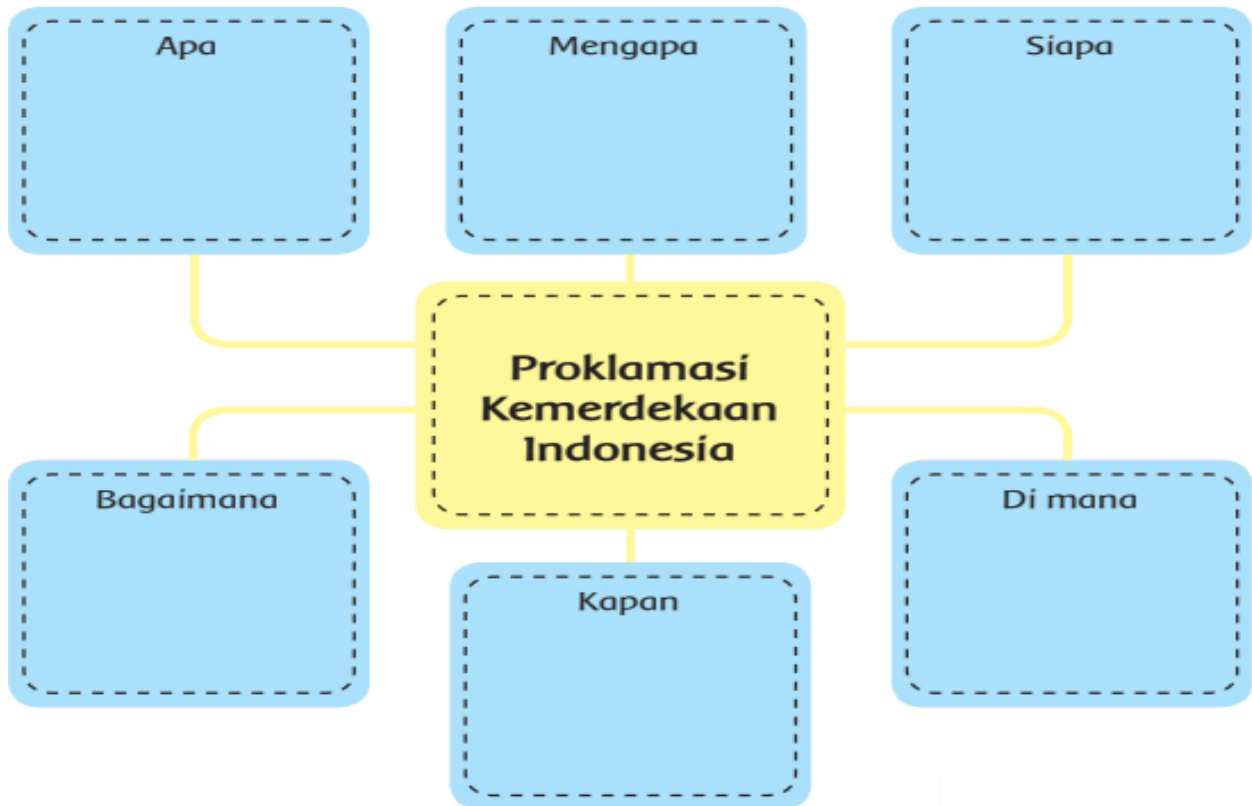 Apa
Mengapa
Siapa
Proklamasi
Kemerdekaan
Indonesia
Bagaimana
Di mana
Kapan